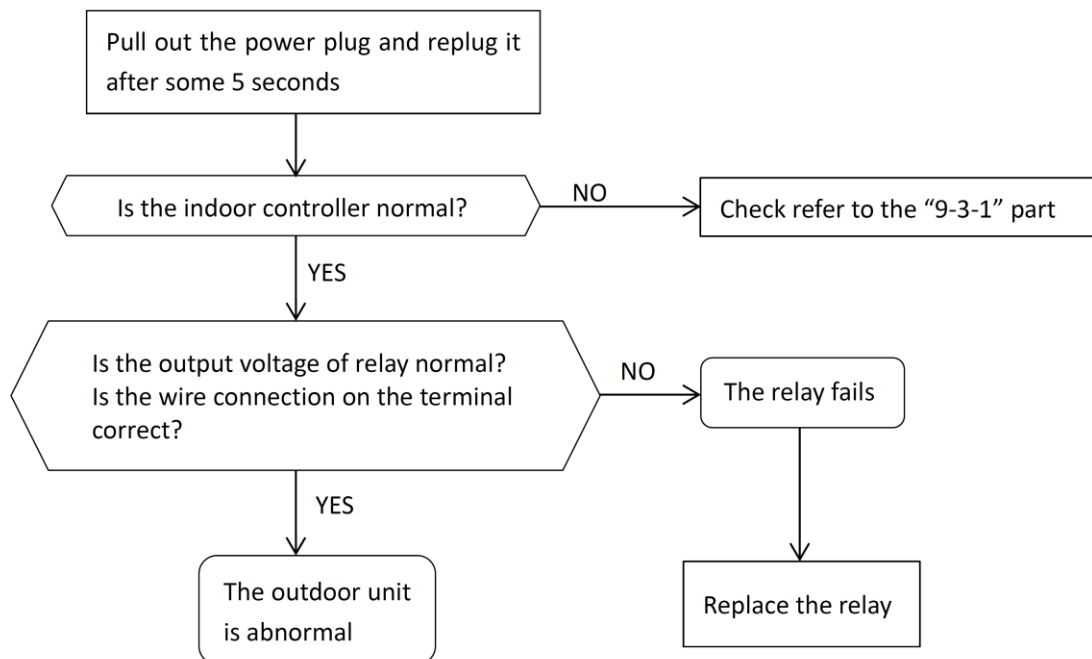 Pull out the power plug and replug it
after some 5 seconds
Is the indoor controller normal?
NO
Check refer to the “9-3-1” part
YES
Is the output voltage of relay normal?
Is the wire connection on the terminal
correct?
NO
The relay fails
YES
The outdoor unit
is abnormal
Replace the relay